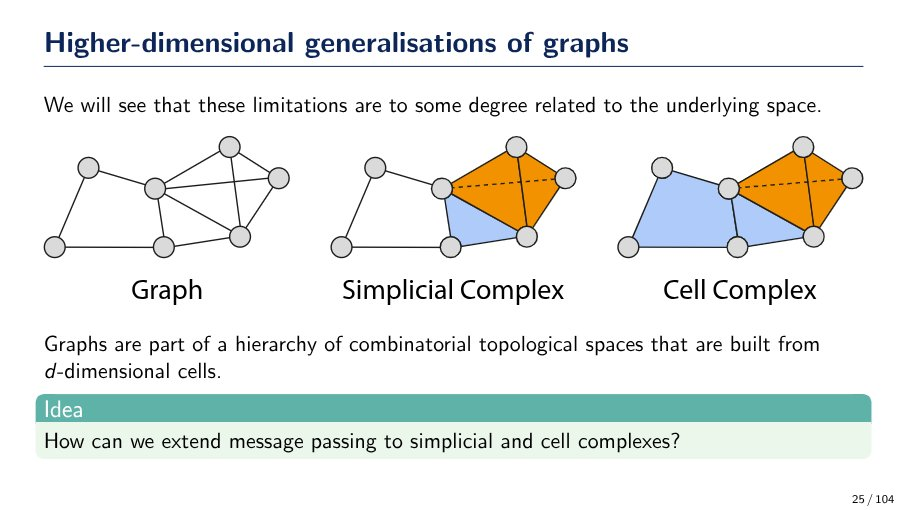 Higher-dimensional generalisations of graphs
We will see that these limitations are to some degree related to the underlying space.
Graph
Simplicial Complex
Cell Complex
Graphs are part of a hierarchy of combinatorial topological spaces that are built from
d-dimensional cells.
Idea
How can we extend message passing to simplicial and cell complexes?
25 / 104